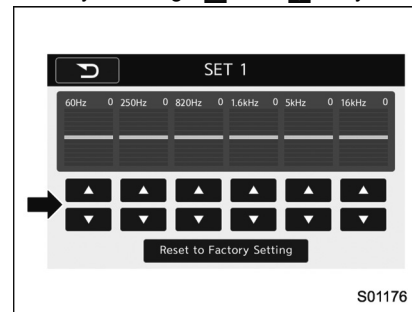 SET 1
60Hz 0 250Hz 0 820Hz 0 1.6kHz 0 5kHz 0 16kHz 0
Reset to Factory Setting
S01176